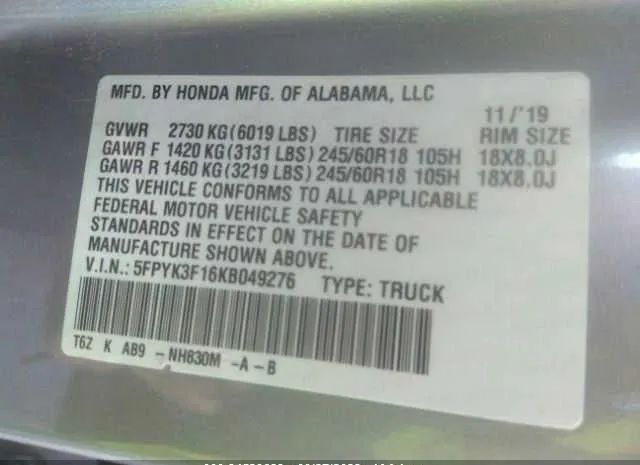 MFD. BY HONDA MFG. OF ALABAMA, LLC
11/'19
GVWR 2730 KG(6019 LBS) TIRE SIZE RIM SIZE
GAWR F 1420 KG(3131 LBS) 245/60R18 105H 18X8.0J
GAWR R 1460 KG(3219 LBS) 245/60R18 105H 18X8.0J
THIS VEHICLE CONFORMS TO ALL APPLICABLE
FEDERAL MOTOR VEHICLE SAFETY
STANDARDS IN EFFECT ON THE DATE OF
MANUFACTURE SHOWN ABOVE.
V.I.N.: 5FPYK3F16KB049276 TYPE: TRUCK
T6Z K AB9 -NH830M -A-B